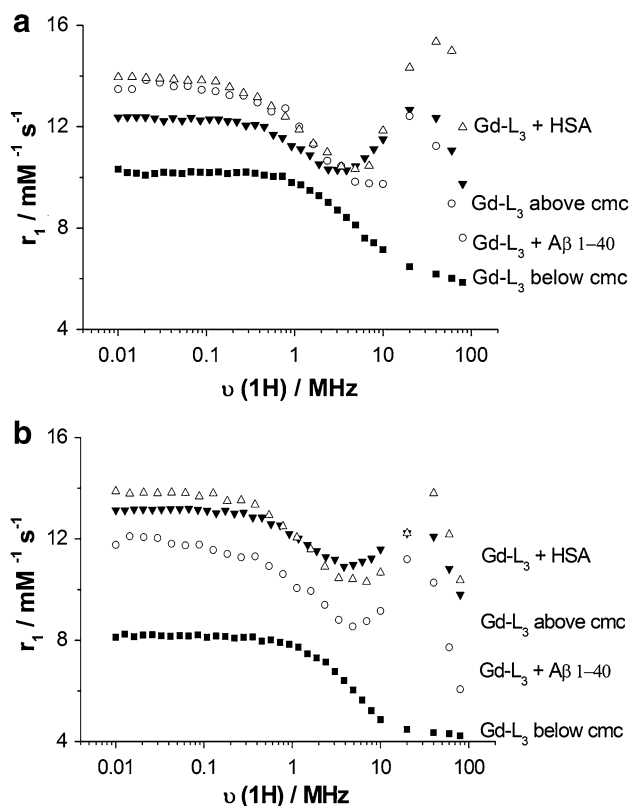 a
16
12
8
4
r₁ / mM⁻¹ s⁻¹
△ Gd-L₃ + HSA
○ Gd-L₃ above cmc
○ Gd-L₃ + Aβ 1–40
Gd-L₃ below cmc
0.01 0.1 1 10 100
υ (1H) / MHz
b
16
12
8
4
r₁ / mM⁻¹ s⁻¹
Gd-L₃ + HSA
Gd-L₃ above cmc
Gd-L₃ + Aβ 1–40
Gd-L₃ below cmc
0.01 0.1 1 10 100
υ (1H) / MHz